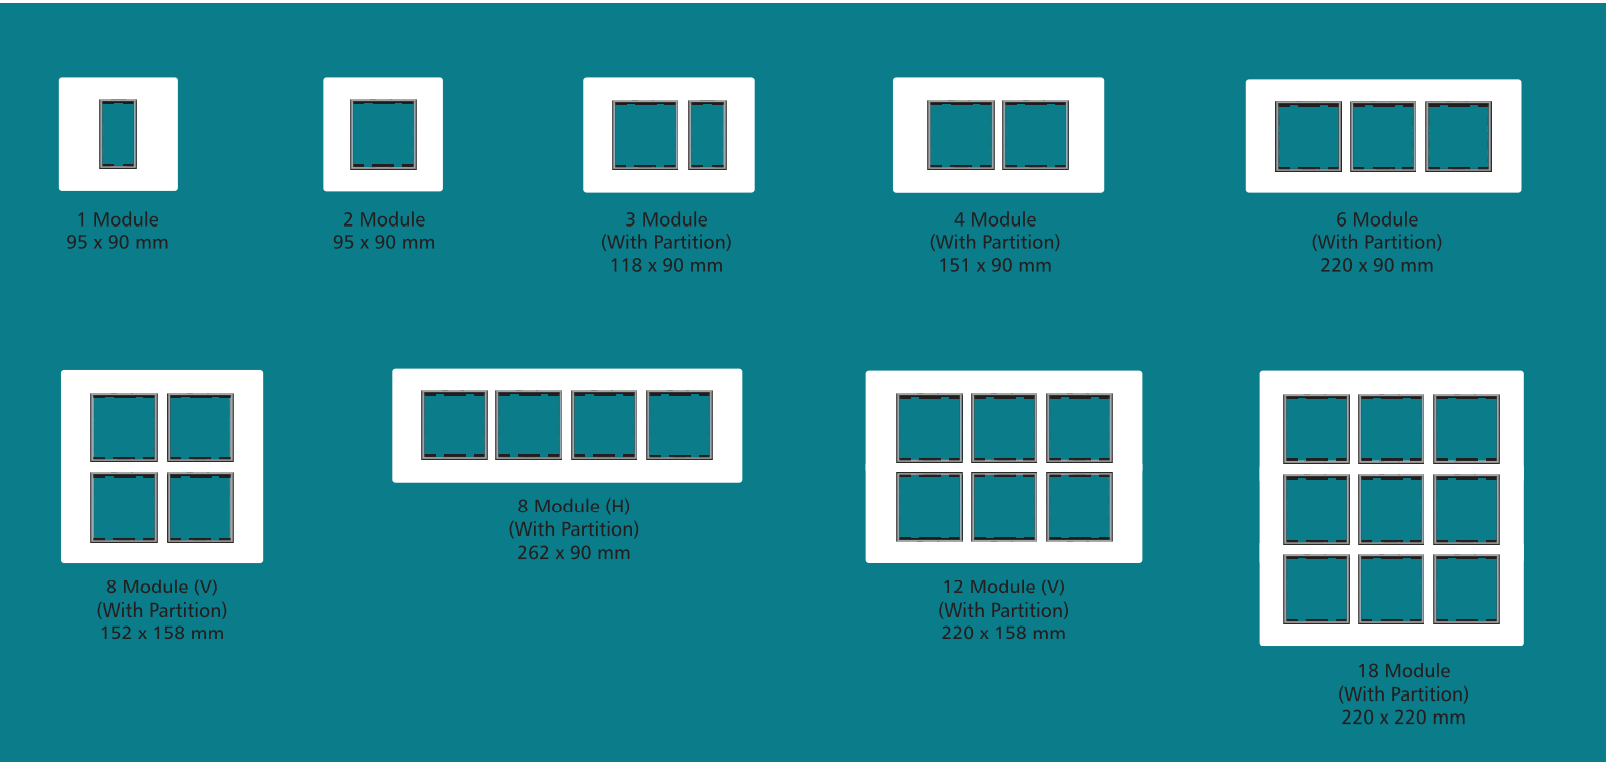 1 Module
95 x 90 mm
2 Module
95 x 90 mm
3 Module
(With Partition)
118 x 90 mm
4 Module
(With Partition)
151 x 90 mm
6 Module
(With Partition)
220 x 90 mm
8 Module (V)
(With Partition)
152 x 158 mm
8 Module (H)
(With Partition)
262 x 90 mm
12 Module (V)
(With Partition)
220 x 158 mm
18 Module
(With Partition)
220 x 220 mm